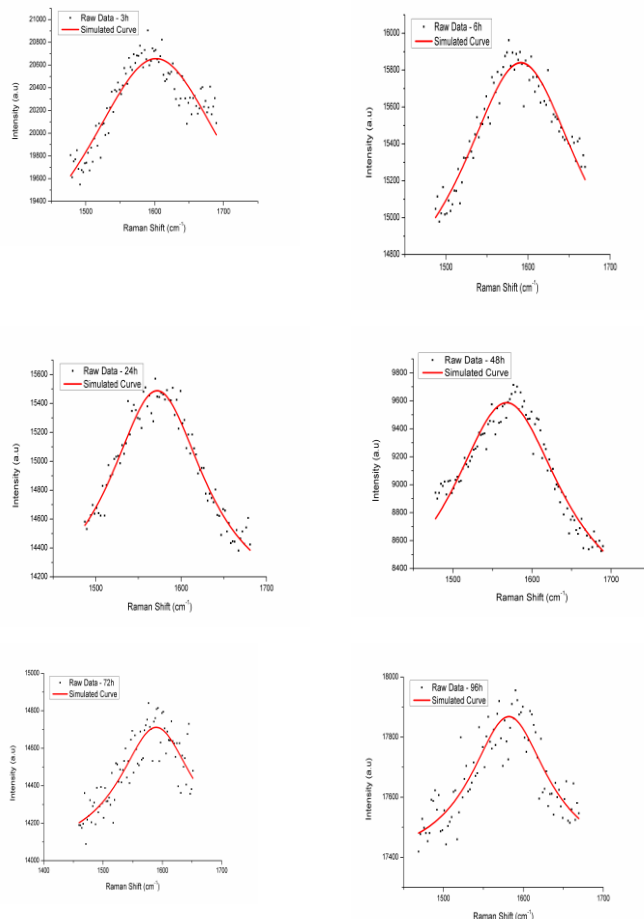 Raw Data - 3h
Simulated Curve
21000
20800
20600
20400
20200
20000
19800
19600
19400
1500
1600
1700
Intensity (a.u)
Raman Shift (cm⁻¹)
Raw Data - 6h
Simulated Curve
16000
15800
15600
15400
15200
15000
14800
1500
1600
1700
Intensity (a.u)
Raman Shift (cm⁻¹)
Raw Data - 24h
Simulated Curve
15600
15400
15200
15000
14800
14600
14400
14200
1500
1600
1700
Intensity (a.u)
Raman Shift (cm⁻¹)
Raw Data - 48h
Simulated Curve
9800
9600
9400
9200
9000
8800
8600
8400
1500
1600
Intensity (a.u)
Raman Shift (cm⁻¹)
Raw Data - 72h
Simulated Curve
15000
14800
14600
14400
14200
14000
1400
1500
1600
1700
Intensity (a.u)
Raman Shift (cm⁻¹)
Raw Data - 96h
Simulated Curve
18000
17800
17600
17400
1500
1600
1700
Intensity (a.u)
Raman Shift (cm⁻¹)